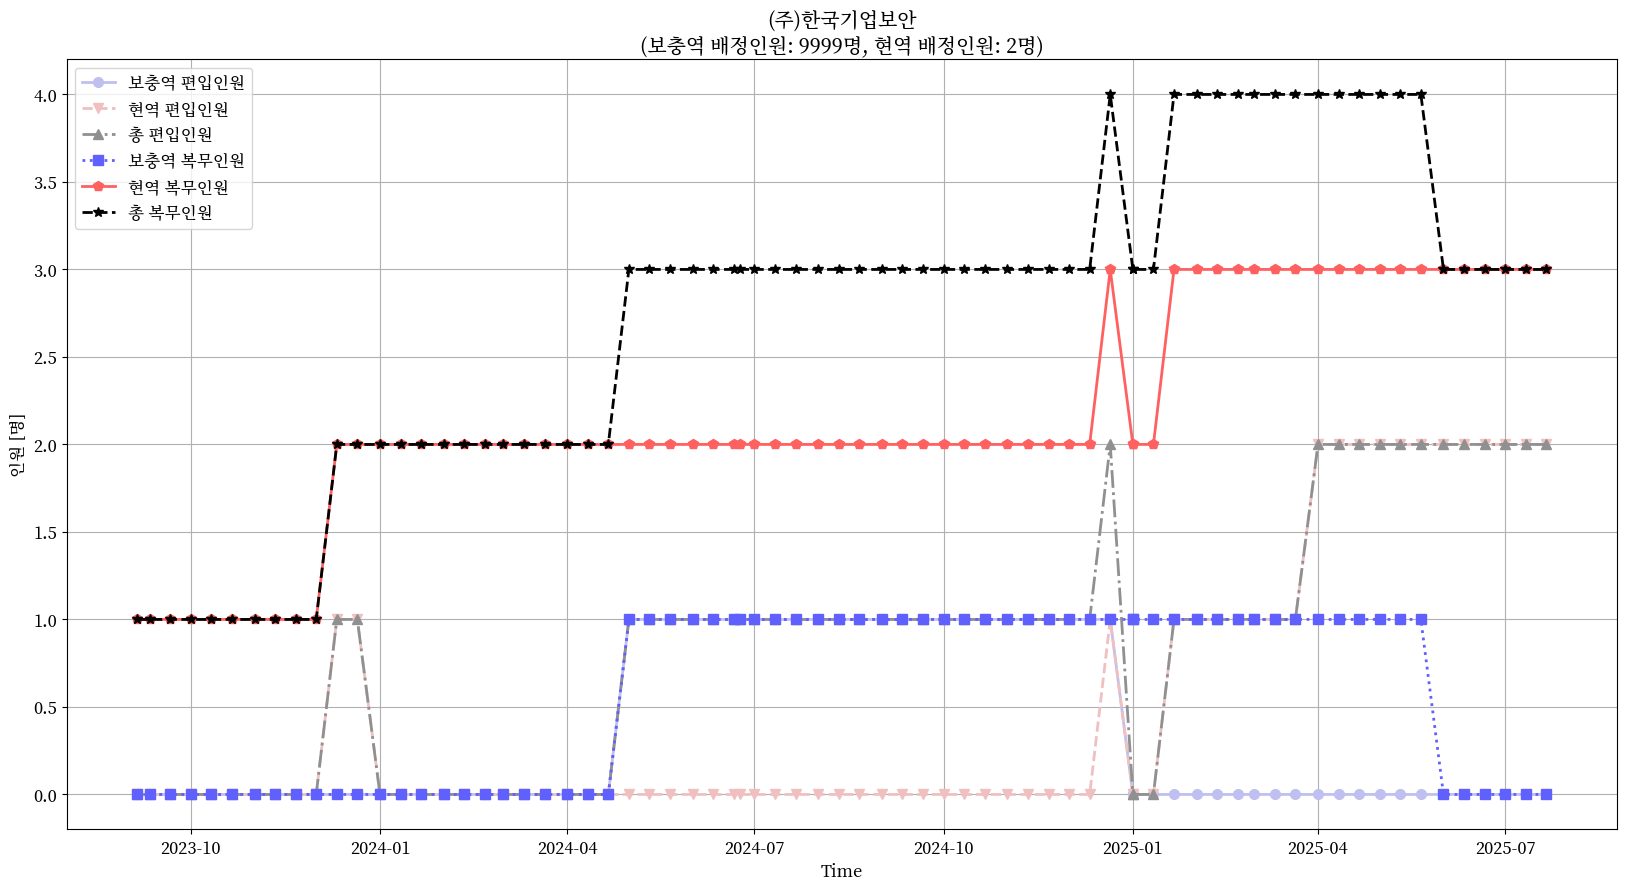 (주)한국기업보안
(보충역 배정인원: 9999명, 현역 배정인원: 2명)
보충역 편입인원
현역 편입인원
총 편입인원
보충역 복무인원
현역 복무인원
총 복무인원
4.0
3.5
3.0
2.5
2.0
1.5
1.0
0.5
0.0
인원 [명]
2023-10
2024-01
2024-04
2024-07
2024-10
2025-01
2025-04
2025-07
Time